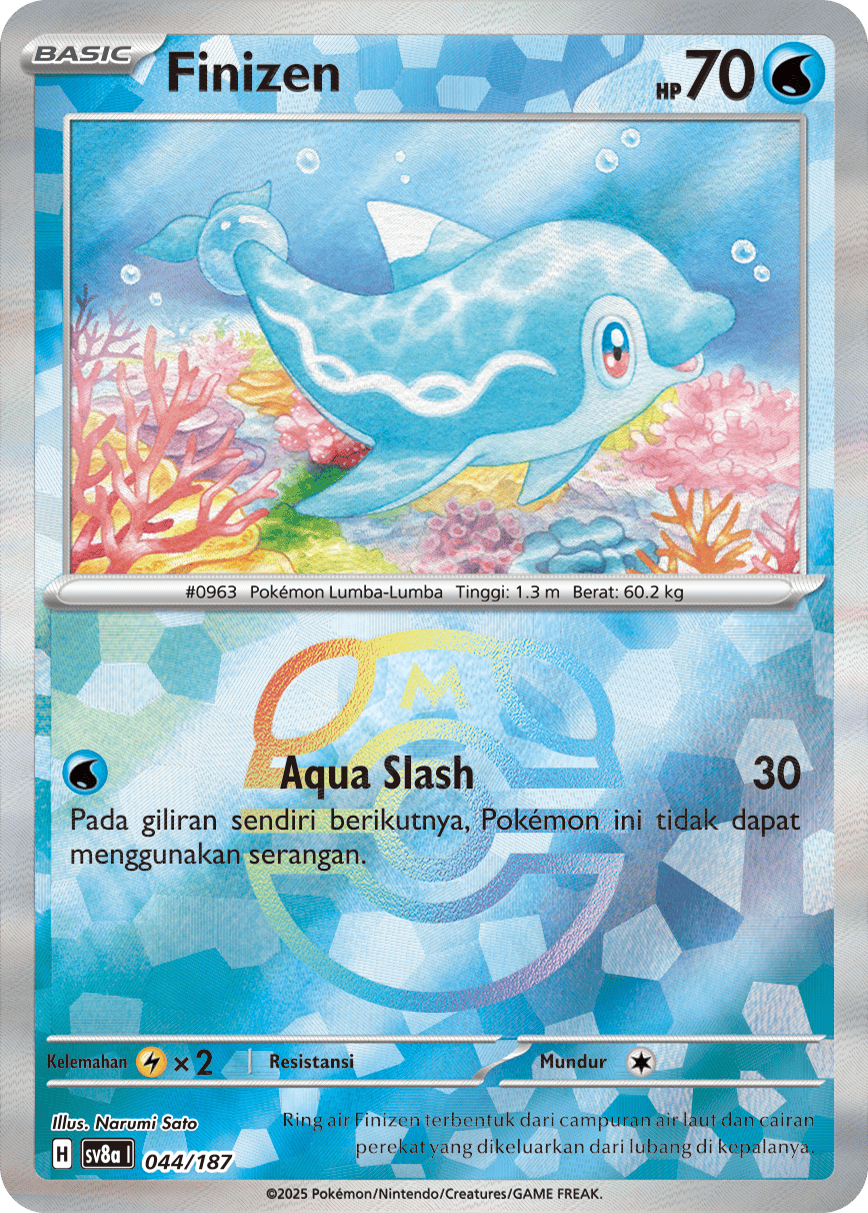 BASIC
Finizen
HP 70
#0963 Pokémon Lumba-Lumba Tinggi: 1.3 m Berat: 60.2 kg
M
Aqua Slash 30
Pada giliran sendiri berikutnya, Pokémon ini tidak dapat
menggunakan serangan.
Kelemahan ×2 Resistansi Mundur
Illus. Narumi Sato
Ring air Finizen terbentuk dari campuran air laut dan cairan
perekat yang dikeluarkan dari lubang di kepalanya.
H sv8a I 044/187
©2025 Pokémon/Nintendo/Creatures/GAME FREAK.